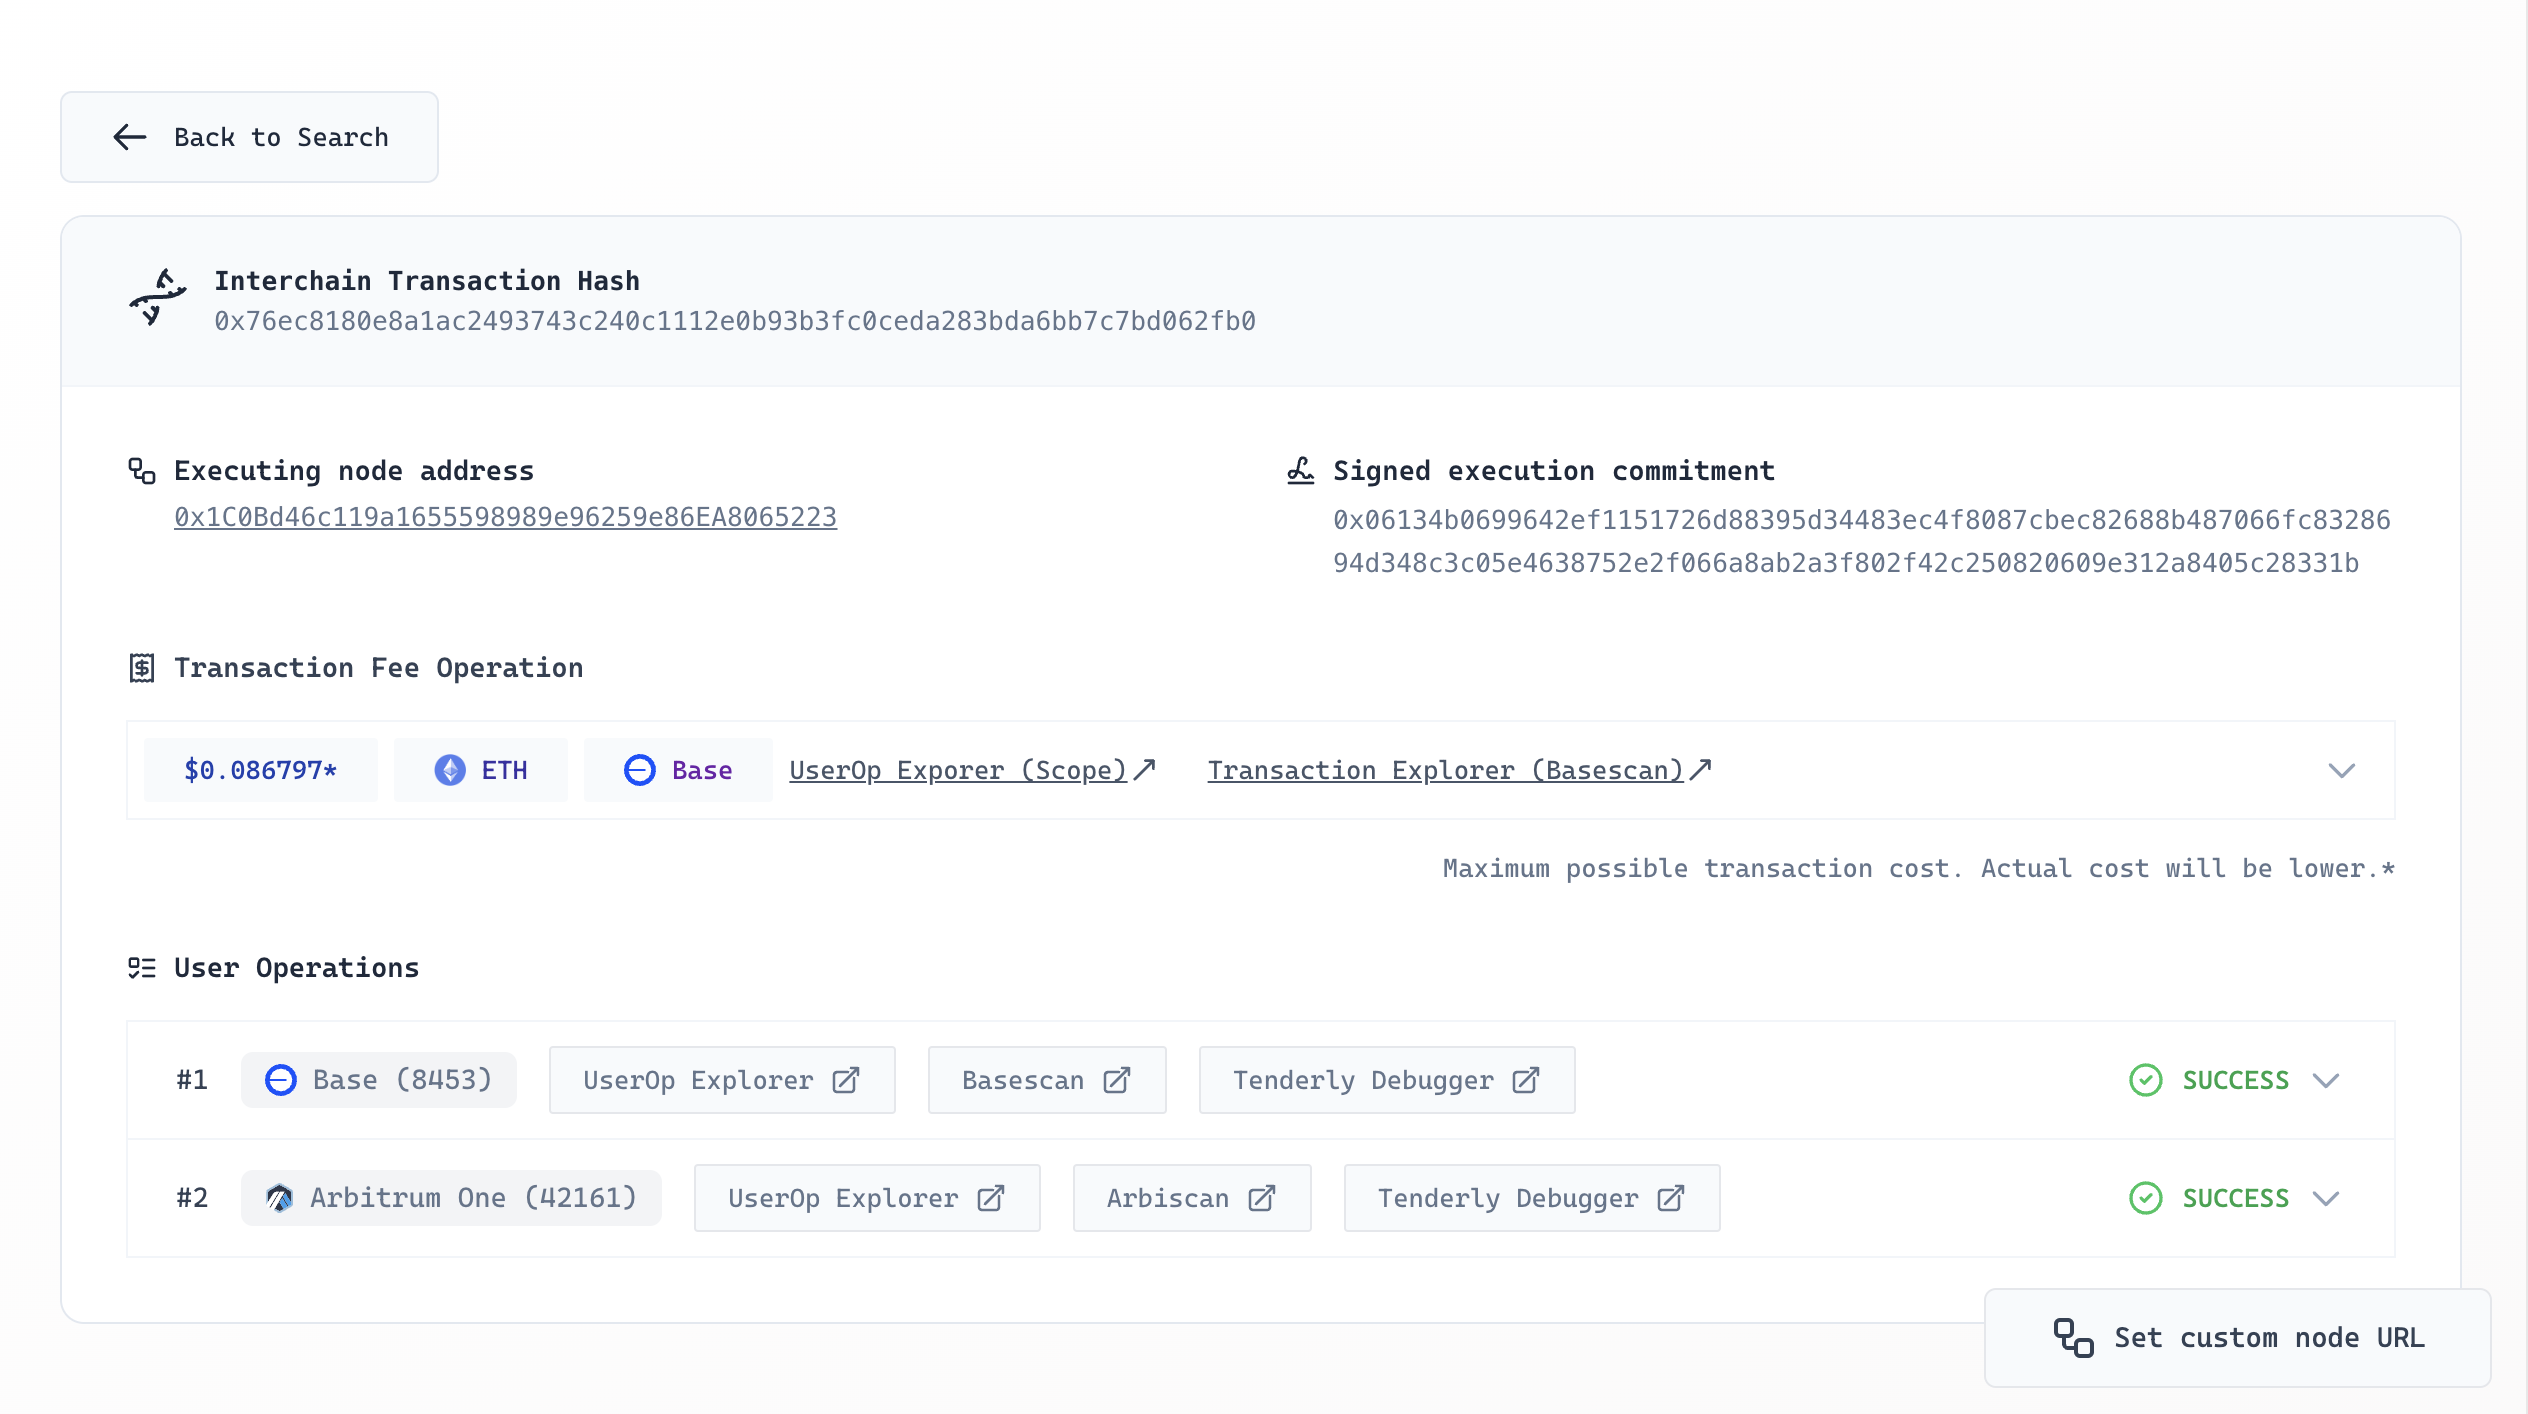 Back to Search
Interchain Transaction Hash
0x76ec8180e8a1ac2493743c240c1112e0b93b3fc0ceda283bda6bb7c7bd062fb0
Executing node address
0x1C0Bd46c119a1655598989e96259e86EA8065223
Signed execution commitment
0x06134b0699642ef1151726d88395d34483ec4f8087cbec82688b487066fc83286
94d348c3c05e4638752e2f066a8ab2a3f802f42c250820609e312a8405c28331b
Transaction Fee Operation
$0.086797* ETH Base UserOp Exporer (Scope) Transaction Explorer (Basescan)
Maximum possible transaction cost. Actual cost will be lower.*
User Operations
#1 Base (8453) UserOp Explorer Basescan Tenderly Debugger SUCCESS
#2 Arbitrum One (42161) UserOp Explorer Arbiscan Tenderly Debugger SUCCESS
Set custom node URL